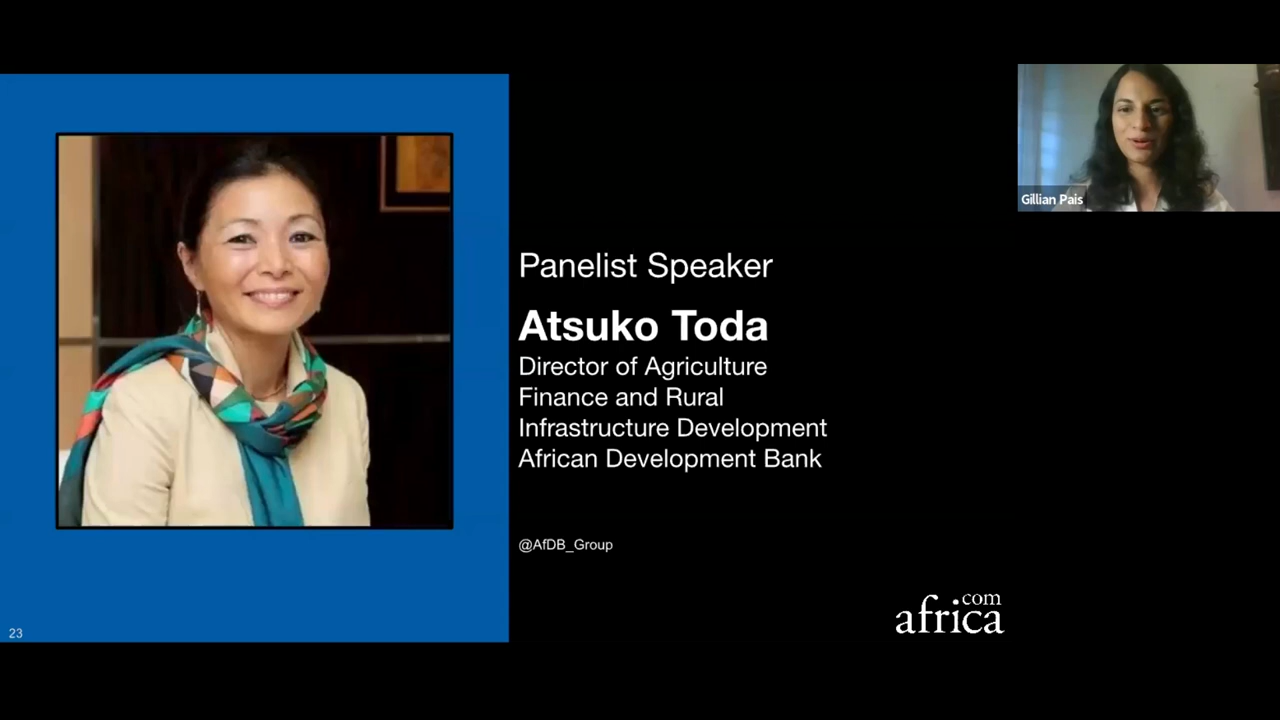 Gillian Pais
Panelist Speaker
Atsuko Toda
Director of Agriculture
Finance and Rural
Infrastructure Development
African Development Bank
@AfDB_Group
africa
com
23